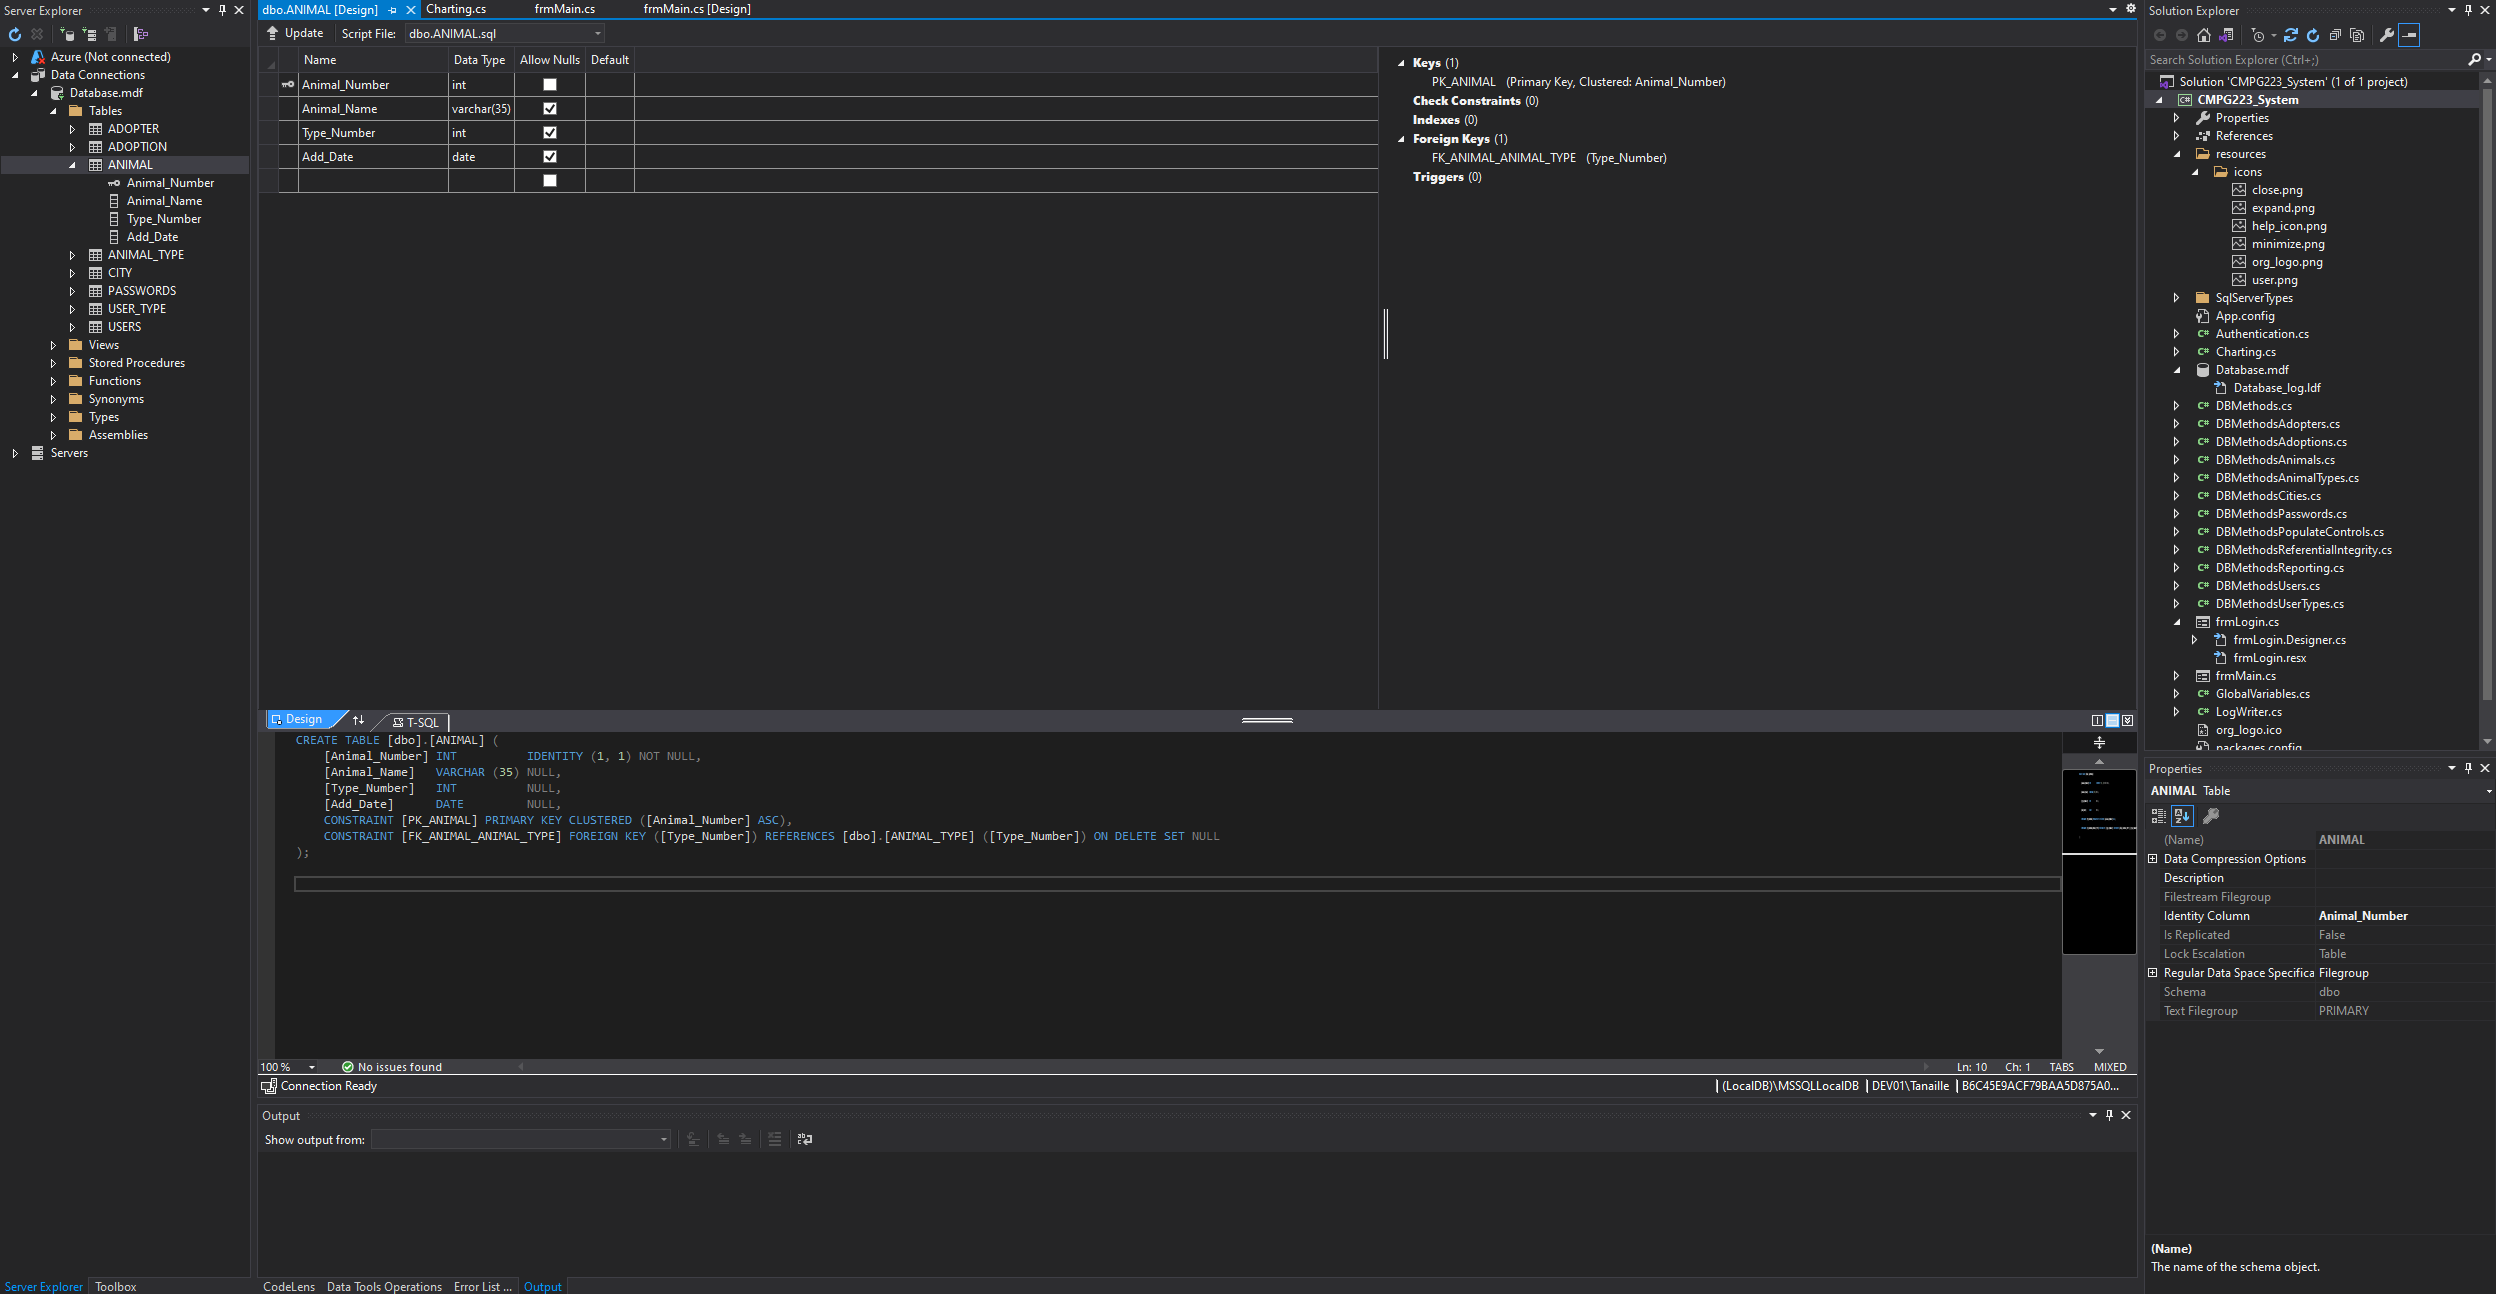 Server Explorer
Azure (Not connected)
Data Connections
Database.mdf
Tables
ADOPTER
ADOPTION
ANIMAL
Animal_Number
Animal_Name
Type_Number
Add_Date
ANIMAL_TYPE
CITY
PASSWORDS
USER_TYPE
USERS
Views
Stored Procedures
Functions
Synonyms
Types
Assemblies
Servers
Server Explorer Toolbox
dbo.ANIMAL [Design] Charting.cs frmMain.cs frmMain.cs [Design]
Update Script File: dbo.ANIMAL.sql
Name Data Type Allow Nulls Default
Animal_Number int
Animal_Name varchar(35)
Type_Number int
Add_Date date
Keys (1)
PK_ANIMAL (Primary Key, Clustered: Animal_Number)
Check Constraints (0)
Indexes (0)
Foreign Keys (1)
FK_ANIMAL_ANIMAL_TYPE (Type_Number)
Triggers (0)
Design T-SQL
CREATE TABLE [dbo].[ANIMAL] (
[Animal_Number] INT IDENTITY (1, 1) NOT NULL,
[Animal_Name] VARCHAR (35) NULL,
[Type_Number] INT NULL,
[Add_Date] DATE NULL,
CONSTRAINT [PK_ANIMAL] PRIMARY KEY CLUSTERED ([Animal_Number] ASC),
CONSTRAINT [FK_ANIMAL_ANIMAL_TYPE] FOREIGN KEY ([Type_Number]) REFERENCES [dbo].[ANIMAL_TYPE] ([Type_Number]) ON DELETE SET NULL
);
100 % No issues found Ln: 10 Ch: 1 TABS MIXED
Connection Ready (LocalDB)\MSSQLLocalDB DEV01\Tanaille B6C45E9ACF79BAA5D875A0...
Output
Show output from:
CodeLens Data Tools Operations Error List ... Output
Solution Explorer
Search Solution Explorer (Ctrl+;)
Solution 'CMPG223_System' (1 of 1 project)
CMPG223_System
Properties
References
resources
icons
close.png
expand.png
help_icon.png
minimize.png
org_logo.png
user.png
SqlServerTypes
App.config
Authentication.cs
Charting.cs
Database.mdf
Database_log.ldf
DBMethods.cs
DBMethodsAdopters.cs
DBMethodsAdoptions.cs
DBMethodsAnimals.cs
DBMethodsAnimalTypes.cs
DBMethodsCities.cs
DBMethodsPasswords.cs
DBMethodsPopulateControls.cs
DBMethodsReferentialIntegrity.cs
DBMethodsReporting.cs
DBMethodsUsers.cs
DBMethodsUserTypes.cs
frmLogin.cs
frmLogin.Designer.cs
frmLogin.resx
frmMain.cs
GlobalVariables.cs
LogWriter.cs
org_logo.ico
packages.config
Properties
ANIMAL Table
(Name) ANIMAL
Data Compression Options
Description
Filestream Filegroup
Identity Column Animal_Number
Is Replicated False
Lock Escalation Table
Regular Data Space Specifica Filegroup
Schema dbo
Text Filegroup PRIMARY
(Name)
The name of the schema object.